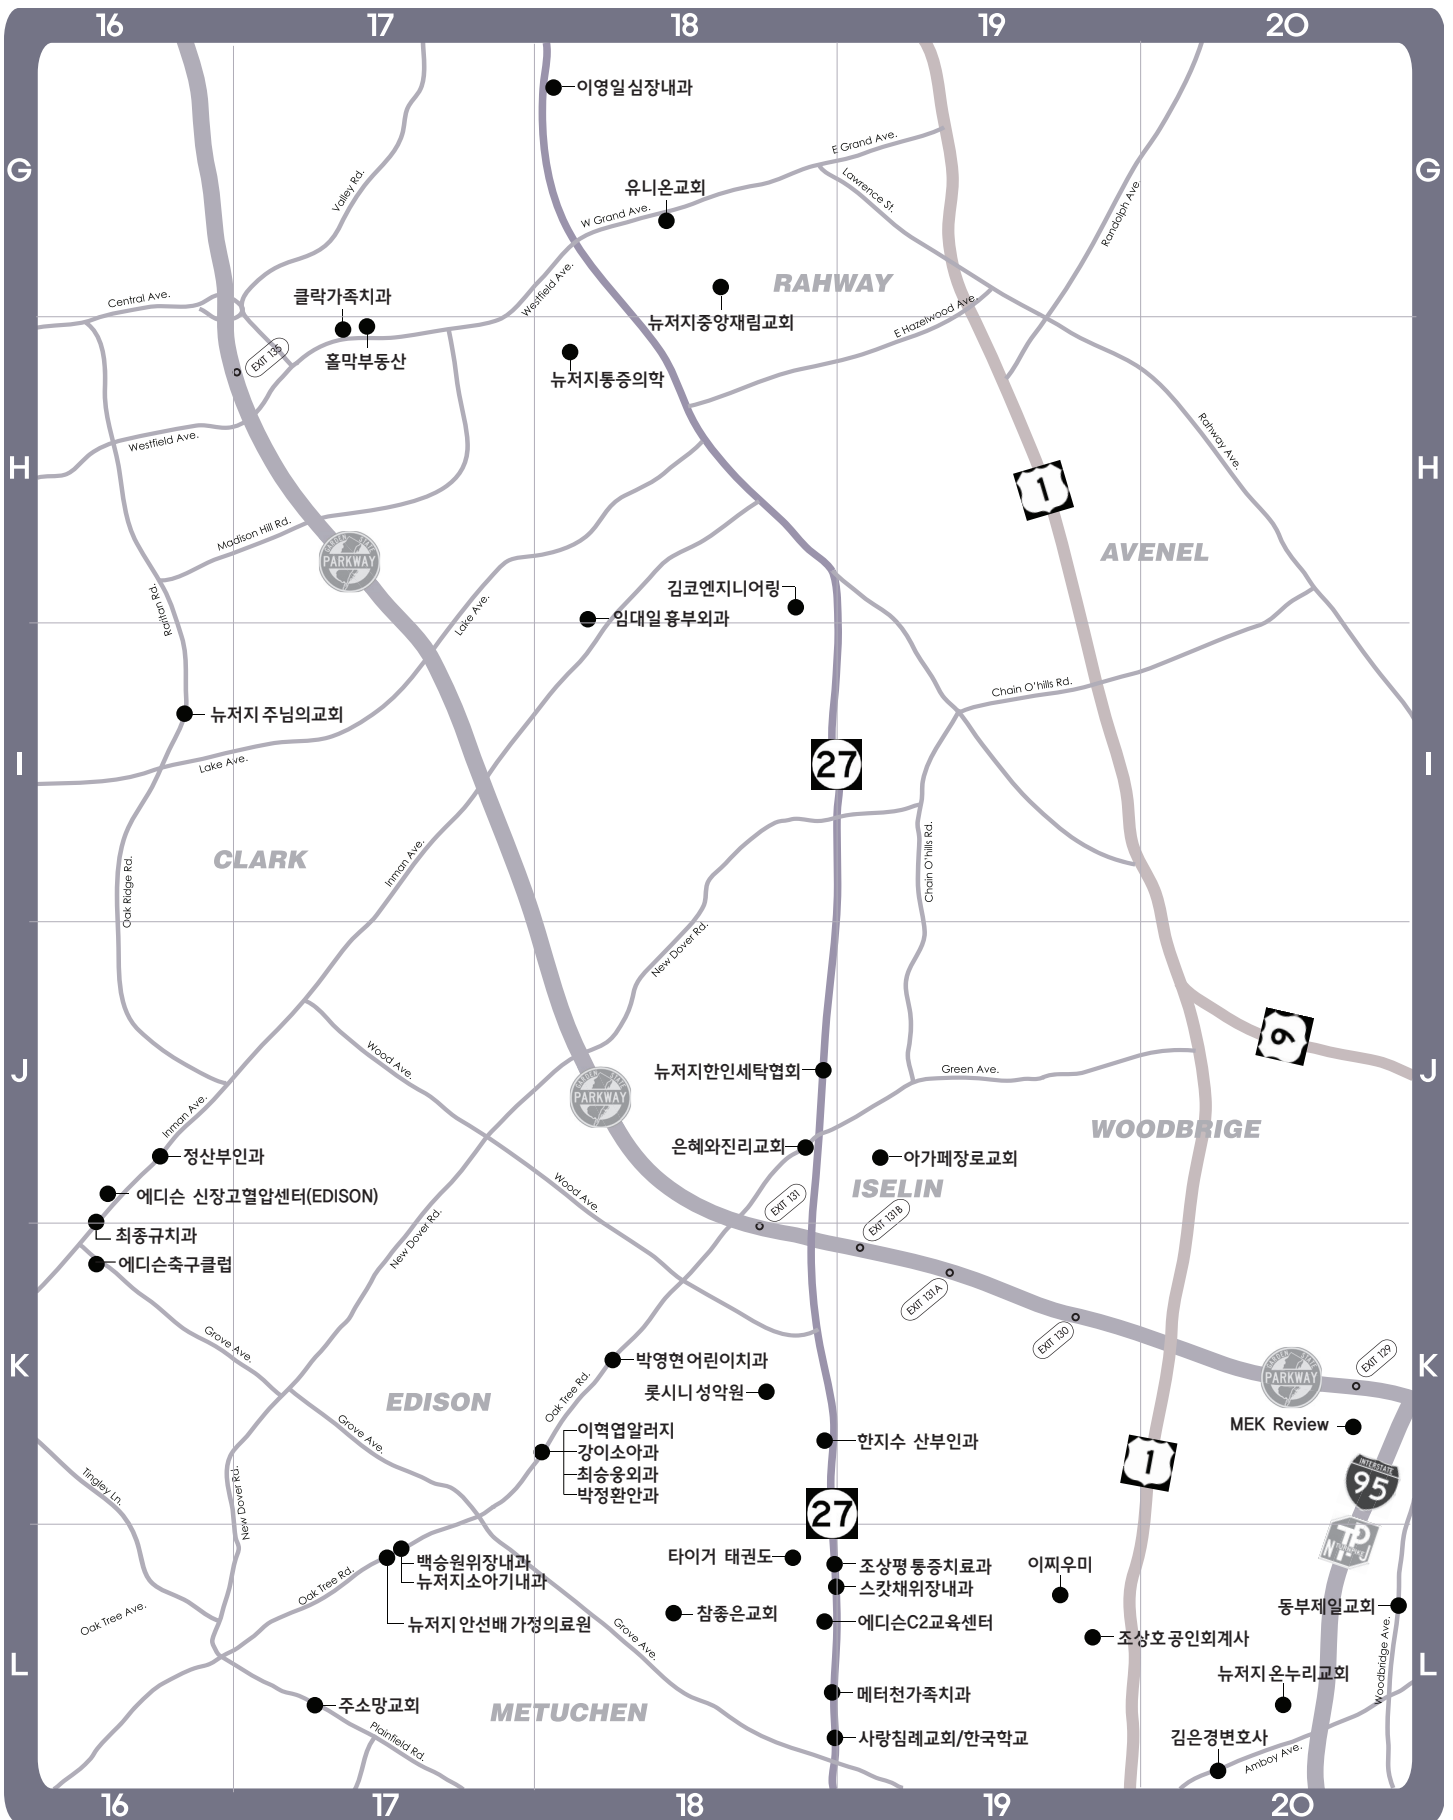 16
17
18
19
20
이영일심장내과
E Grand Ave.
G
G
Valley Rd.
유니온교회
Lawrence St.
W Grand Ave.
Randolph Ave
Westfield Ave.
RAHWAY
Central Ave.
클락가족치과
뉴저지중앙재림교회
E Hazelwood Ave.
EXIT 135
홀막부동산
뉴저지통증의학
Westfield Ave.
Rahway Ave.
H
H
1
Madison Hill Rd.
GARDEN STATE
PARKWAY
AVENEL
Raritan Rd.
Lake Ave.
김코엔지니어링
임대일흉부외과
Chain O'hills Rd.
뉴저지 주님의교회
I
Lake Ave.
27
I
CLARK
Inman Ave.
Chain O'hills Rd.
Oak Ridge Rd.
New Dover Rd.
9
Wood Ave.
J
뉴저지한인세탁협회
Green Ave.
J
GARDEN STATE
PARKWAY
Inman Ave.
WOODBRIGE
은혜와진리교회
정산부인과
아가페장로교회
에디슨 신장고혈압센터(EDISON)
Wood Ave.
ISELIN
EXIT 131
EXIT 131B
최종규치과
New Dover Rd.
에디슨축구클럽
EXIT 131A
Grove Ave.
EXIT 130
EXIT 129
K
박영현어린이치과
K
GARDEN STATE
PARKWAY
EDISON
Oak Tree Rd.
롯시니성악원
이혁엽알러지
Grove Ave.
MEK Review
강이소아과
한지수 산부인과
최승웅외과
1
INTERSTATE
95
Tingley Ln.
박정환안과
New Dover Rd.
27
백승원위장내과
타이거 태권도
조상평통증치료과
이찌우미
뉴저지소아기내과
스캇채위장내과
Oak Tree Rd.
참좋은교회
동부제일교회
Oak Tree Ave.
뉴저지안선배가정의료원
에디슨C2교육센터
Grove Ave.
조상호공인회계사
L
Woodbridge Ave.
L
뉴저지온누리교회
메터천가족치과
주소망교회
METUCHEN
사랑침례교회/한국학교
김은경변호사
Plainfield Rd.
Amboy Ave.
16
17
18
19
20